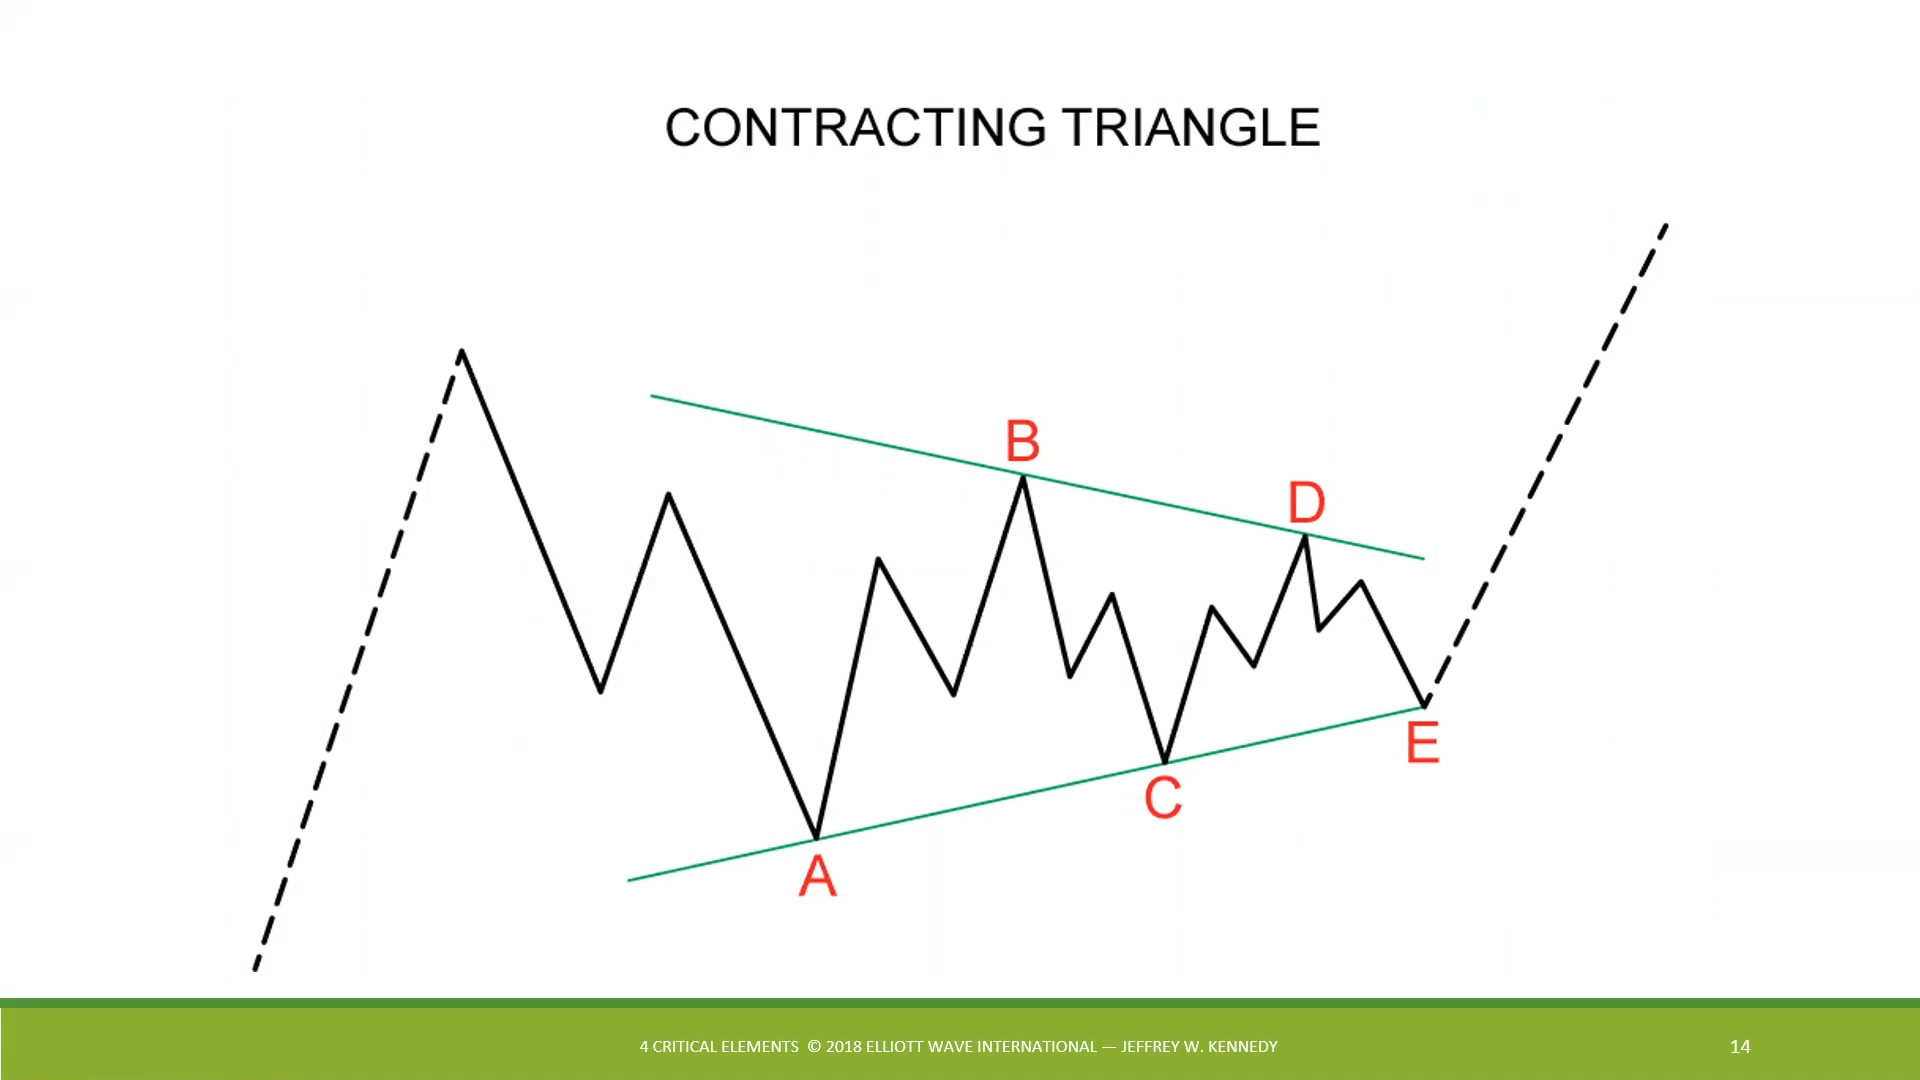 CONTRACTING TRIANGLE
B
D
E
C
A
4 CRITICAL ELEMENTS © 2018 ELLIOTT WAVE INTERNATIONAL — JEFFREY W. KENNEDY
14